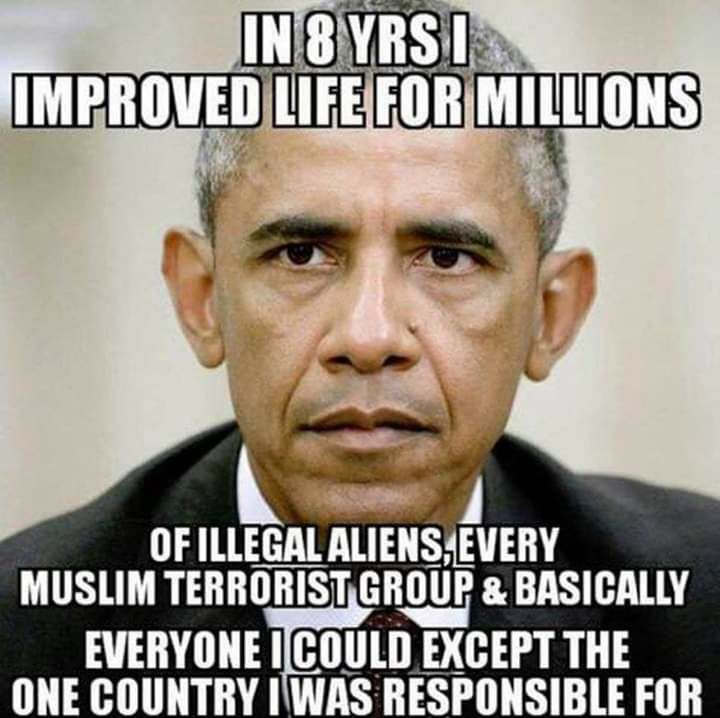 IN 8 YRS I
IMPROVED LIFE FOR MILLIONS
OF ILLEGAL ALIENS, EVERY
MUSLIM TERRORIST GROUP & BASICALLY
EVERYONE I COULD EXCEPT THE
ONE COUNTRY I WAS RESPONSIBLE FOR